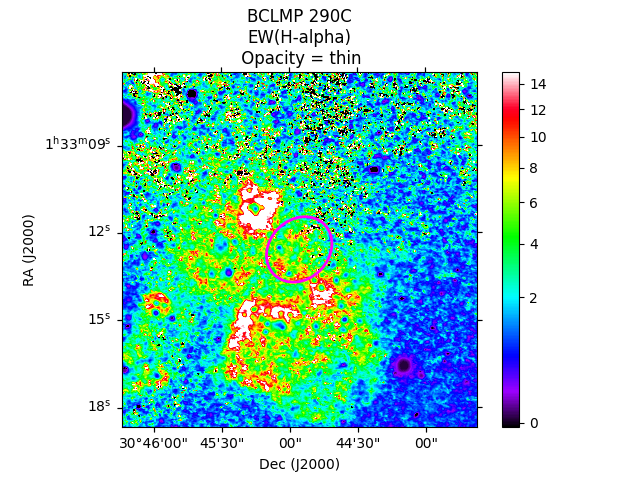 BCLMP 290C
EW(H-alpha)
Opacity = thin
1ʰ33ᵐ09ˢ
12ˢ
15ˢ
18ˢ
RA (J2000)
30°46'00" 45'30" 00" 44'30" 00"
Dec (J2000)
14
12
10
8
6
4
2
0